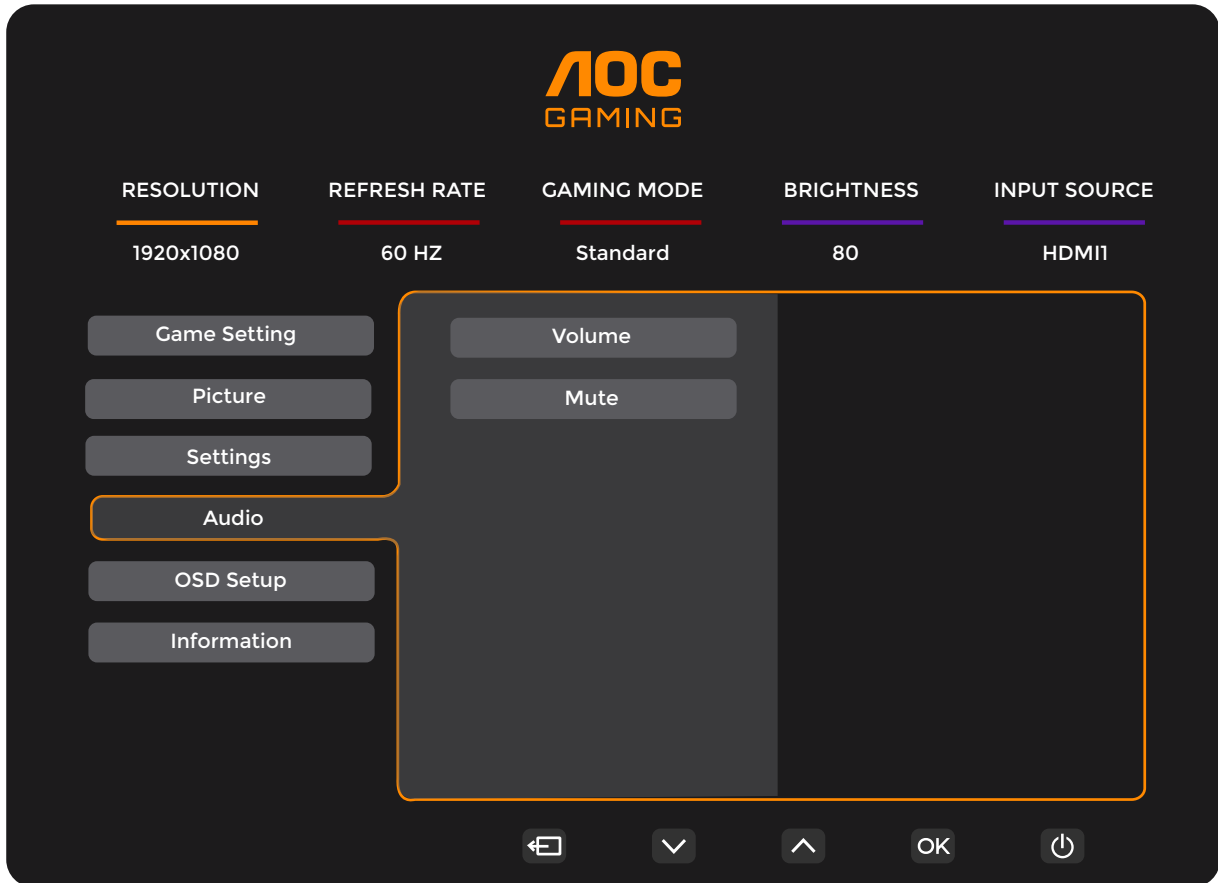 AOC
GAMING
RESOLUTION REFRESH RATE GAMING MODE BRIGHTNESS INPUT SOURCE
1920x1080 60 HZ Standard 80 HDMI1
Game Setting Volume
Picture Mute
Settings
Audio
OSD Setup
Information
OK